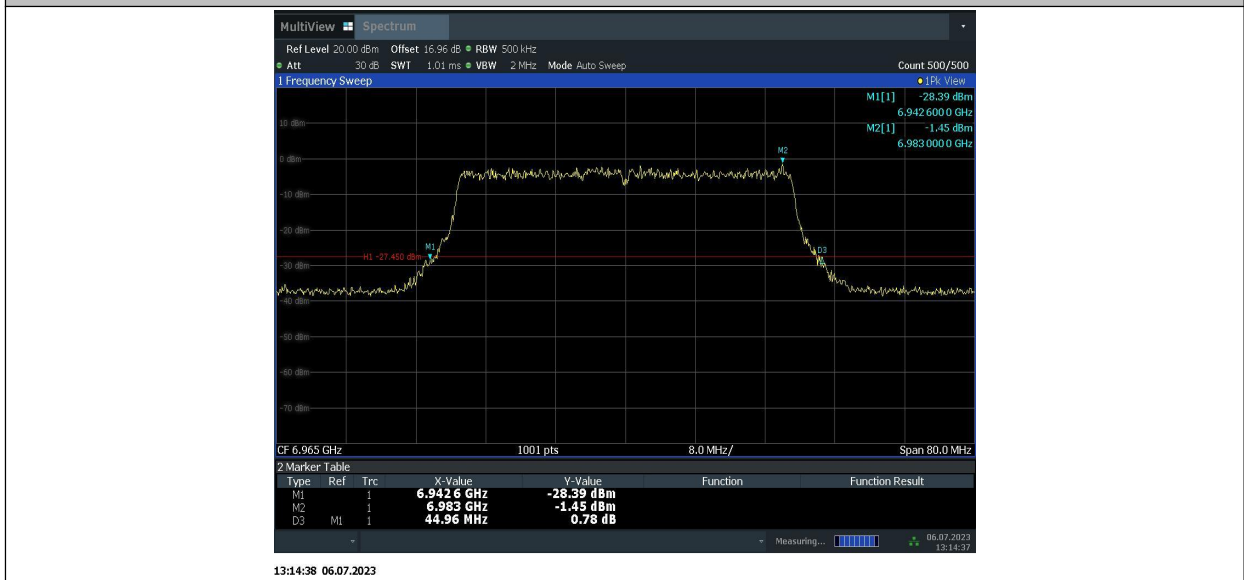 MultiView Spectrum
Ref Level 20.00 dBm Offset 16.96 dB RBW 500 kHz
Att 30 dB SWT 1.01 ms VBW 2 MHz Mode Auto Sweep Count 500/500
1 Frequency Sweep 1Pk View
M1[1] -28.39 dBm
6.942 600 0 GHz
10 dBm
M2[1] -1.45 dBm
6.983 000 0 GHz
M2
0 dBm
-10 dBm
-20 dBm
M1
D3
H1 -27.450 dBm
-30 dBm
-40 dBm
-50 dBm
-60 dBm
-70 dBm
CF 6.965 GHz 1001 pts 8.0 MHz/ Span 80.0 MHz
2 Marker Table
Type Ref Trc X-Value Y-Value Function Function Result
M1 1 6.942 6 GHz -28.39 dBm
M2 1 6.983 GHz -1.45 dBm
D3 M1 1 44.96 MHz 0.78 dB
Measuring... 06.07.2023
13:14:37
13:14:38 06.07.2023